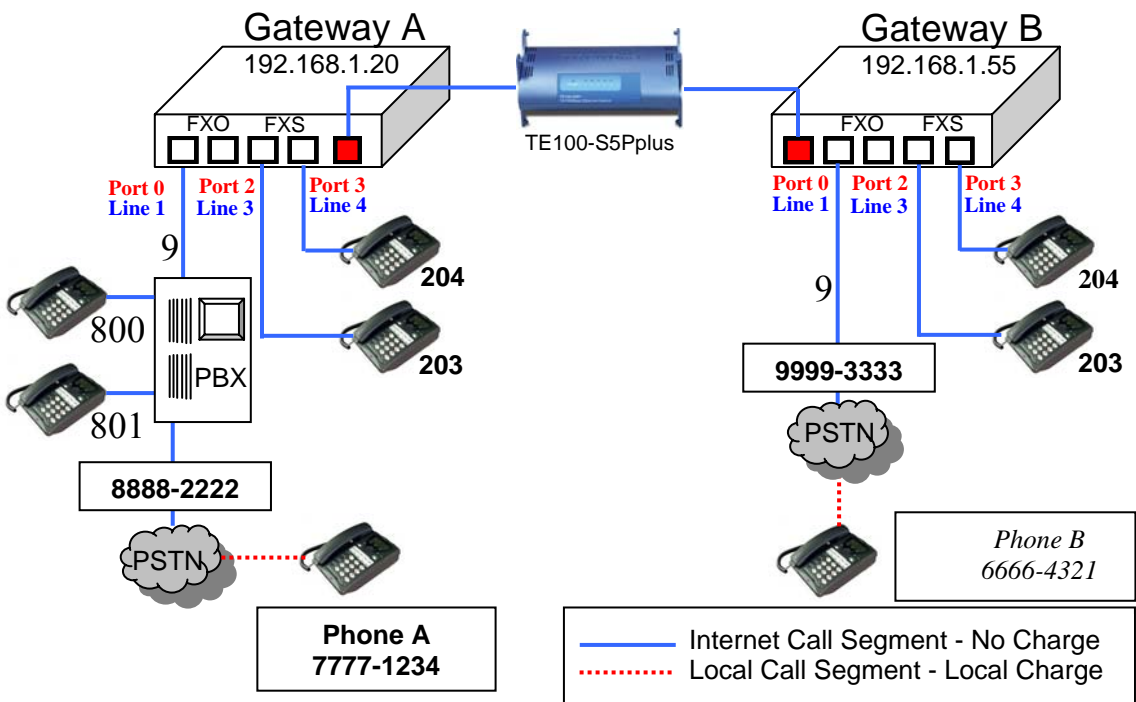 Gateway A
192.168.1.20
FXO FXS
Port 0 Port 2 Port 3
Line 1 Line 3 Line 4
9
800
801
PBX
204
203
8888-2222
PSTN
Phone A
7777-1234
TE100-S5Pplus
Gateway B
192.168.1.55
FXO FXS
Port 0 Port 2 Port 3
Line 1 Line 3 Line 4
9
204
203
9999-3333
PSTN
Phone B
6666-4321
Internet Call Segment - No Charge
Local Call Segment - Local Charge